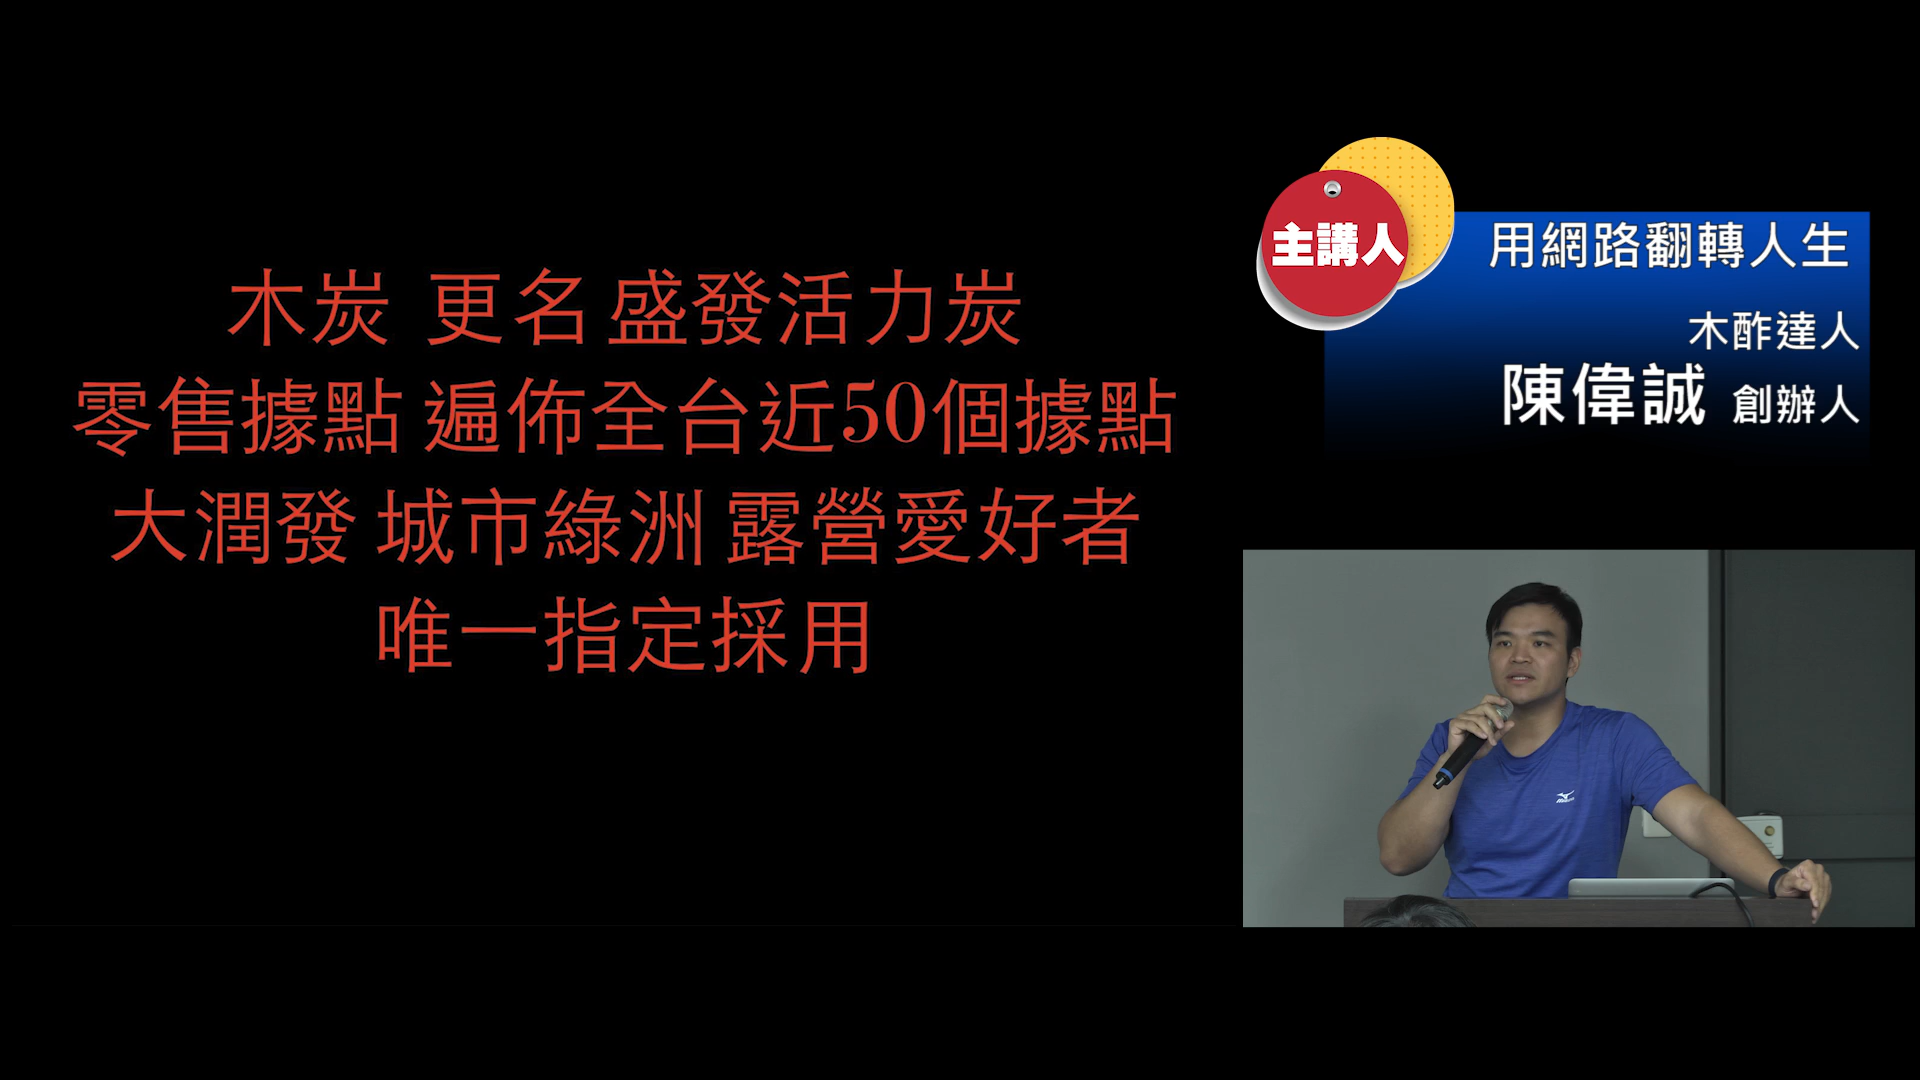 木炭 更名 盛發活力炭
零售據點 遍佈全台近50個據點
大潤發 城市綠洲 露營愛好者
唯一指定採用
主講人
用網路翻轉人生
木酢達人
陳偉誠 創辦人